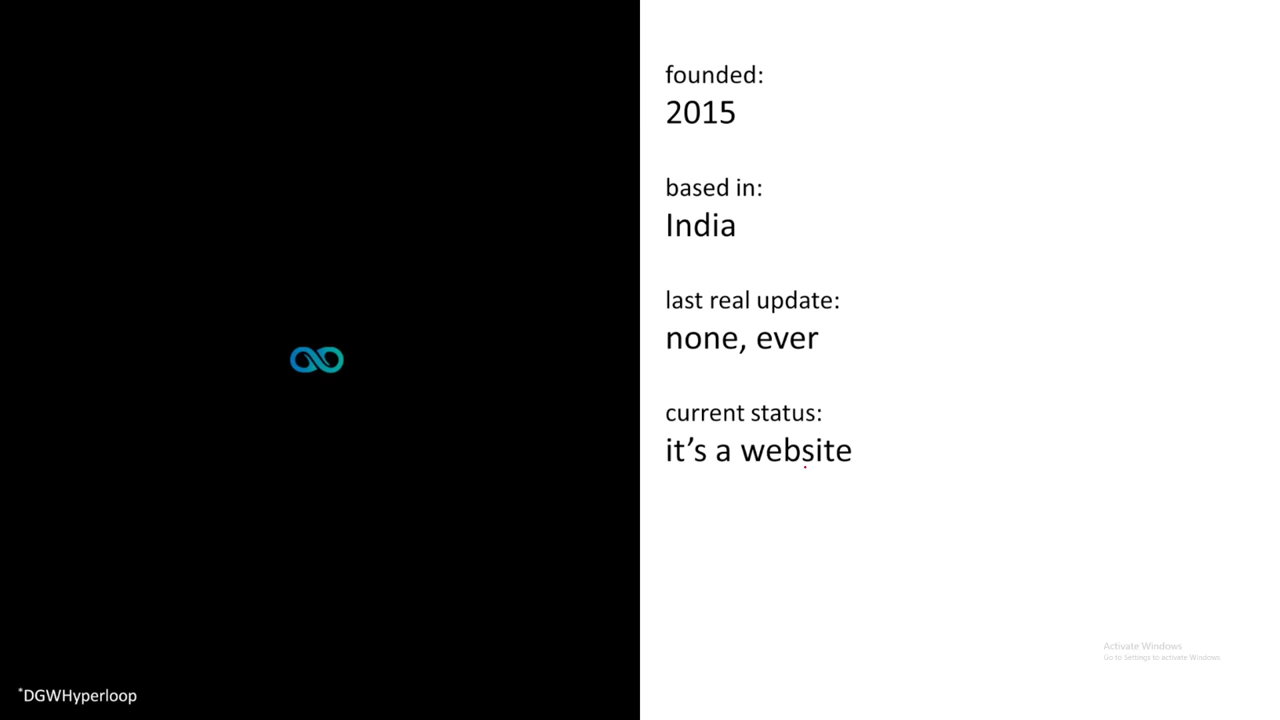 founded:
2015
based in:
India
last real update:
none, ever
current status:
it's a website
Activate Windows
Go to Settings to activate Windows.
*DGWHyperloop